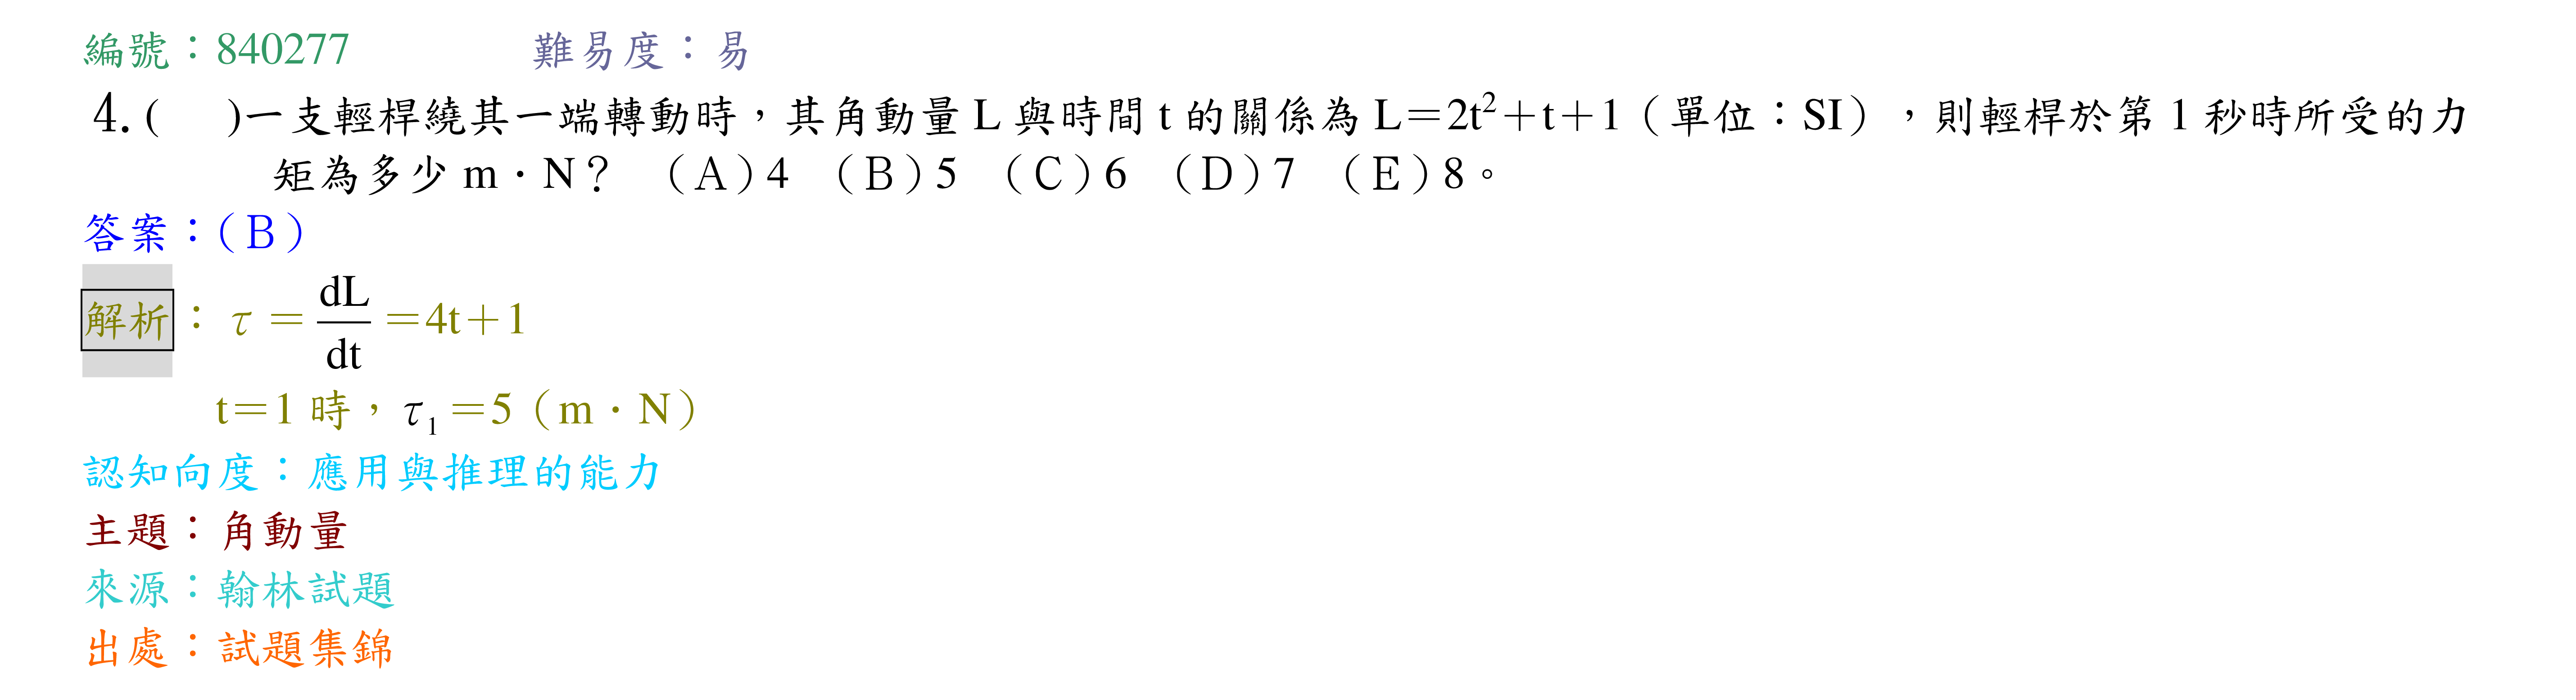 編號：840277　難易度：易
4.(　)一支輕桿繞其一端轉動時，其角動量 L 與時間 t 的關係為 L＝2t²＋t＋1（單位：SI），則輕桿於第 1 秒時所受的力
矩為多少 m．N？　（A）4　（B）5　（C）6　（D）7　（E）8。
答案：（B）
解析：τ＝dL/dt＝4t＋1
t＝1 時，τ₁＝5（m．N）
認知向度：應用與推理的能力
主題：角動量
來源：翰林試題
出處：試題集錦